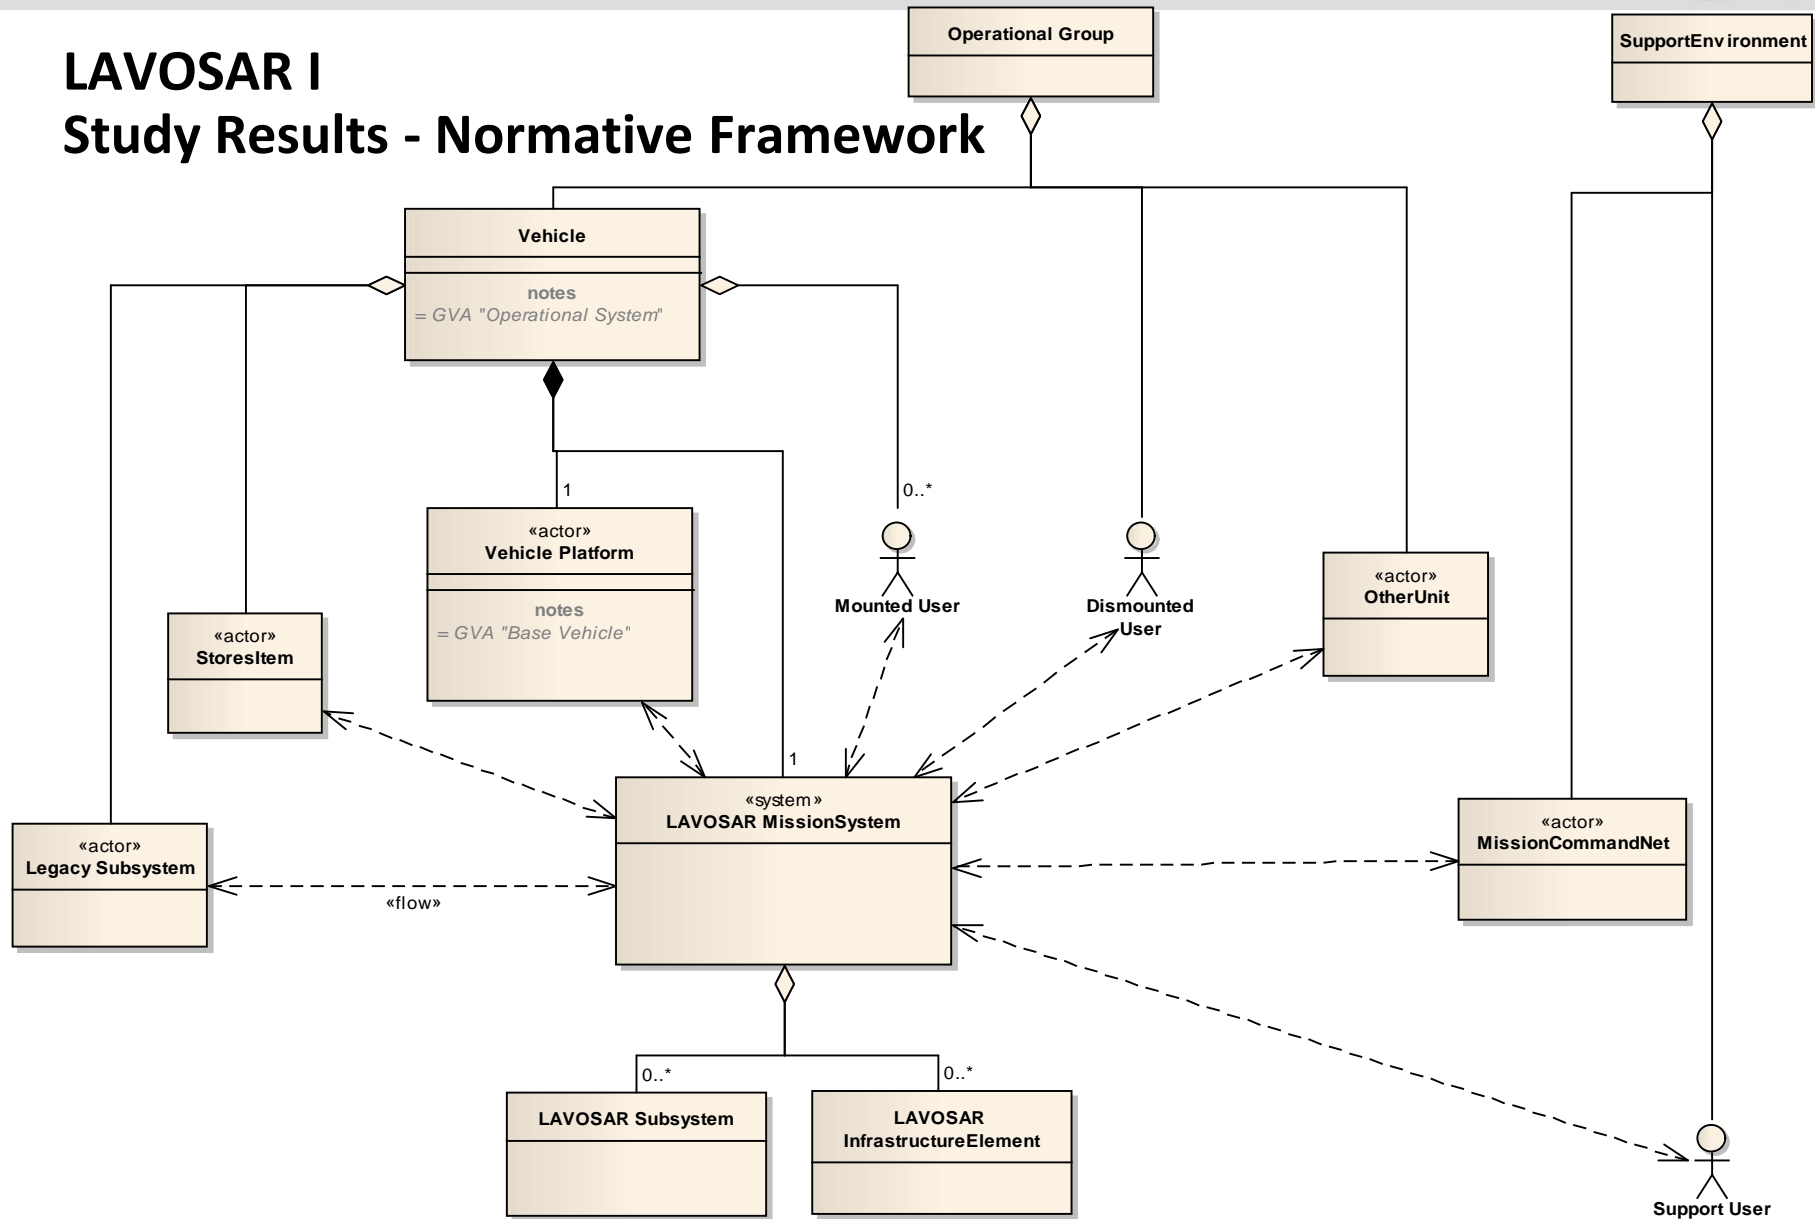 Operational Group
SupportEnvironment
LAVOSAR I
Study Results - Normative Framework
Vehicle
notes
= GVA "Operational System"
1
0..*
«actor»
Vehicle Platform
notes
= GVA "Base Vehicle"
Mounted User
Dismounted
User
«actor»
OtherUnit
«actor»
StoresItem
1
«system»
LAVOSAR MissionSystem
«actor»
MissionCommandNet
«actor»
Legacy Subsystem
«flow»
0..*
0..*
LAVOSAR Subsystem
LAVOSAR
InfrastructureElement
Support User